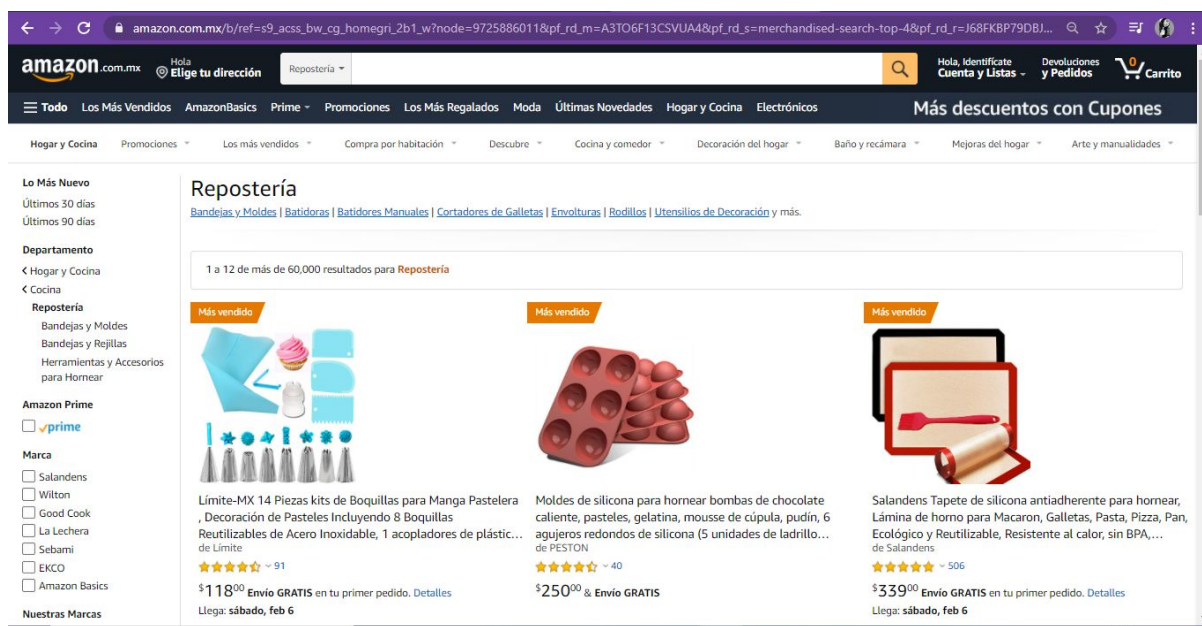 amazon.com.mx/b/ref=s9_acss_bw_cg_homegri_2b1_w?node=9725886011&pf_rd_m=A3TO6F13CSVUA4&pf_rd_s=merchandised-search-top-4&pf_rd_r=J68FKBP79DBJ...
amazon.com.mx
Hola
Elige tu dirección
Repostería
Hola, Identifícate
Cuenta y Listas
Devoluciones
y Pedidos
0
Carrito
Todo Los Más Vendidos AmazonBasics Prime Promociones Los Más Regalados Moda Últimas Novedades Hogar y Cocina Electrónicos Más descuentos con Cupones
Hogar y Cocina Promociones Los más vendidos Compra por habitación Descubre Cocina y comedor Decoración del hogar Baño y recámara Mejoras del hogar Arte y manualidades
Lo Más Nuevo
Últimos 30 días
Últimos 90 días
Departamento
Hogar y Cocina
Cocina
Repostería
Bandejas y Moldes
Bandejas y Rejillas
Herramientas y Accesorios
para Hornear
Amazon Prime
prime
Marca
Salandens
Wilton
Good Cook
La Lechera
Sebami
EKCO
Amazon Basics
Nuestras Marcas
Repostería
Bandejas y Moldes | Batidoras | Batidores Manuales | Cortadores de Galletas | Envolturas | Rodillos | Utensilios de Decoración y más.
1 a 12 de más de 60,000 resultados para Repostería
Más vendido
Límite-MX 14 Piezas kits de Boquillas para Manga Pastelera
, Decoración de Pasteles Incluyendo 8 Boquillas
Reutilizables de Acero Inoxidable, 1 acopladores de plástic...
de Límite
91
$11800 Envío GRATIS en tu primer pedido. Detalles
Llega: sábado, feb 6
Más vendido
Moldes de silicona para hornear bombas de chocolate
caliente, pasteles, gelatina, mousse de cúpula, pudín, 6
agujeros redondos de silicona (5 unidades de ladrillo...
de PESTON
40
$25000 & Envío GRATIS
Más vendido
Salandens Tapete de silicona antiadherente para hornear,
Lámina de horno para Macaron, Galletas, Pasta, Pizza, Pan,
Ecológico y Reutilizable, Resistente al calor, sin BPA,...
de Salandens
506
$33900 Envío GRATIS en tu primer pedido. Detalles
Llega: sábado, feb 6